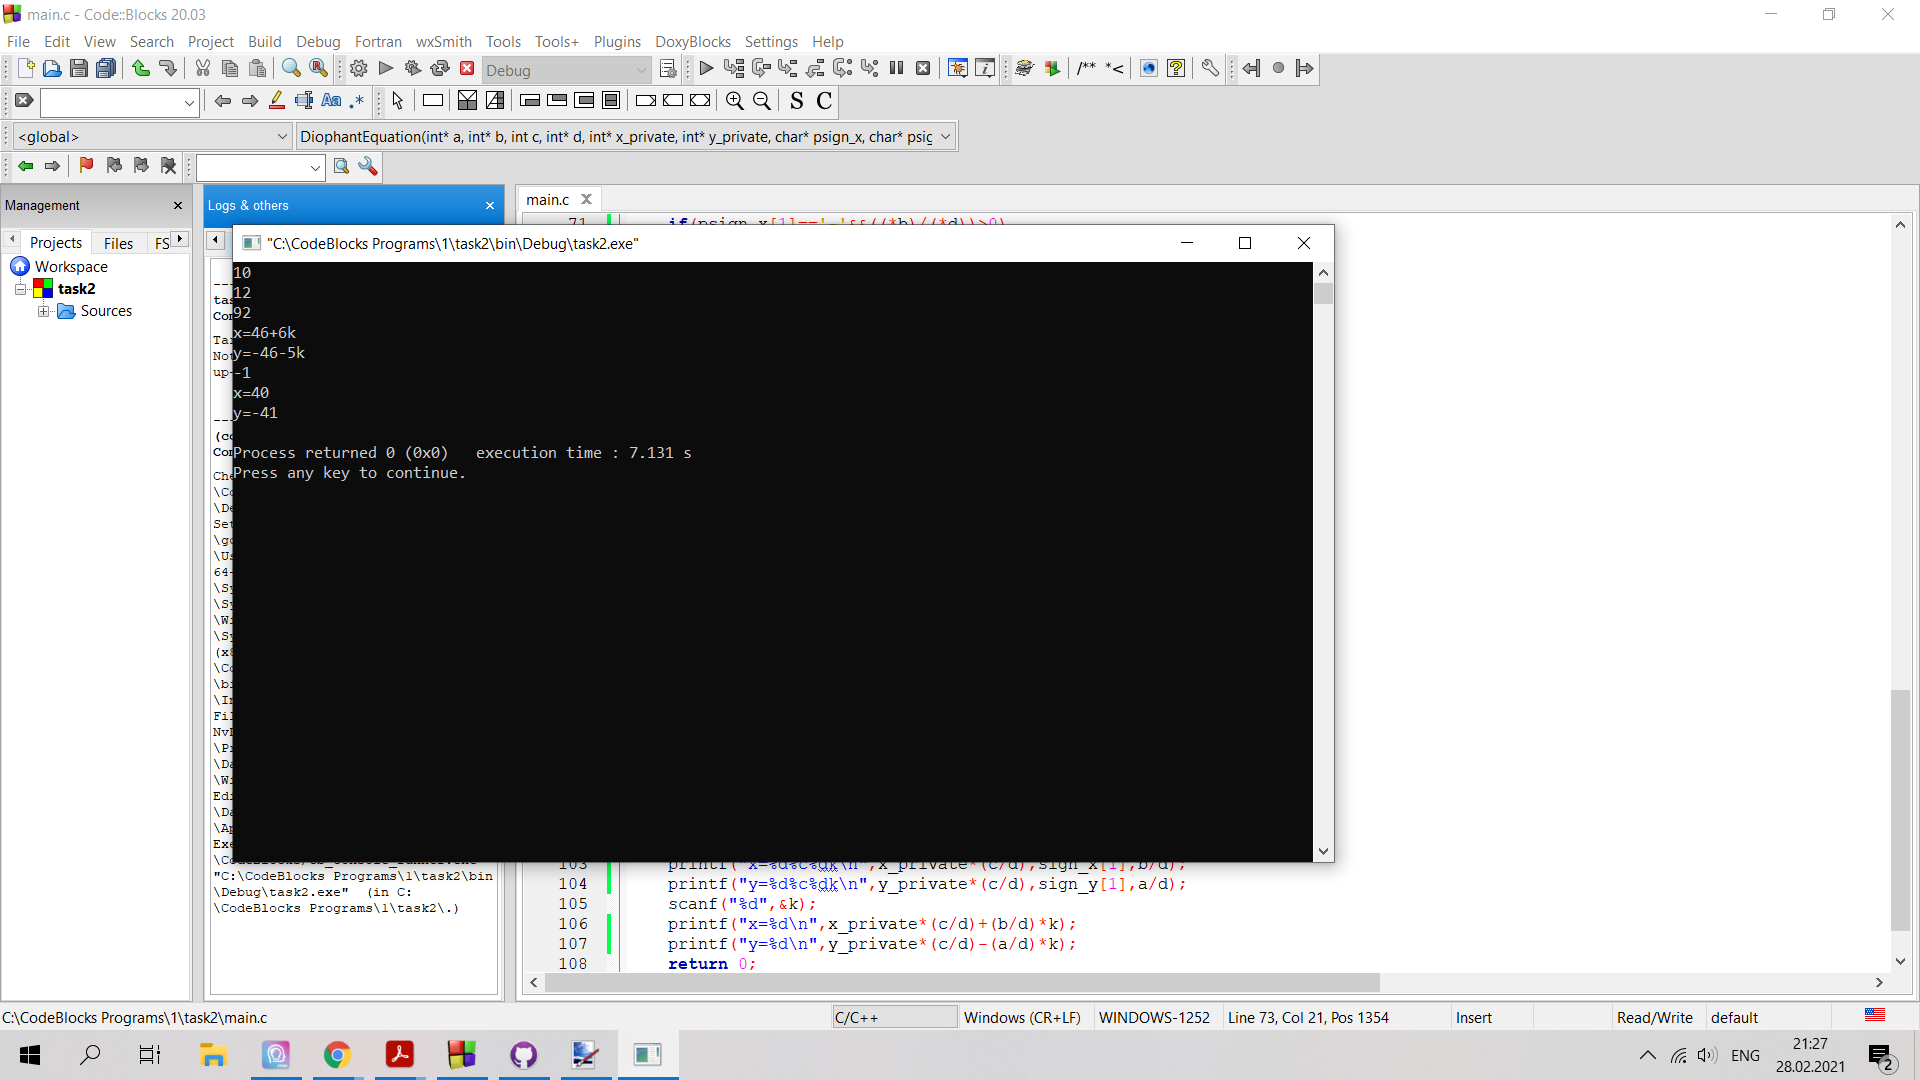 main.c - Code::Blocks 20.03
File Edit View Search Project Build Debug Fortran wxSmith Tools Tools+ Plugins DoxyBlocks Settings Help
Debug
/** *<
Aa .*
S C
<global> DiophantEquation(int* a, int* b, int c, int* d, int* x_private, int* y_private, char* psign_x, char* psig
Management
Logs & others
main.c
Projects Files FS
Workspace
task2
Sources
71 if(psign_x[1]=='-'&&((*b)/(*d))>0)
"C:\CodeBlocks Programs\1\task2\bin\Debug\task2.exe"
10
12
92
x=46+6k
y=-46-5k
-1
x=40
y=-41
Process returned 0 (0x0) execution time : 7.131 s
Press any key to continue.
"C:\CodeBlocks Programs\1\task2\bin
\Debug\task2.exe" (in C:
\CodeBlocks Programs\1\task2\.)
103 printf("x=%d%c%dk\n",x_private*(c/d),sign_x[1],b/d);
104 printf("y=%d%c%dk\n",y_private*(c/d),sign_y[1],a/d);
105 scanf("%d",&k);
106 printf("x=%d\n",x_private*(c/d)+(b/d)*k);
107 printf("y=%d\n",y_private*(c/d)-(a/d)*k);
108 return 0;
C:\CodeBlocks Programs\1\task2\main.c C/C++ Windows (CR+LF) WINDOWS-1252 Line 73, Col 21, Pos 1354 Insert Read/Write default
ENG
21:27
28.02.2021
2